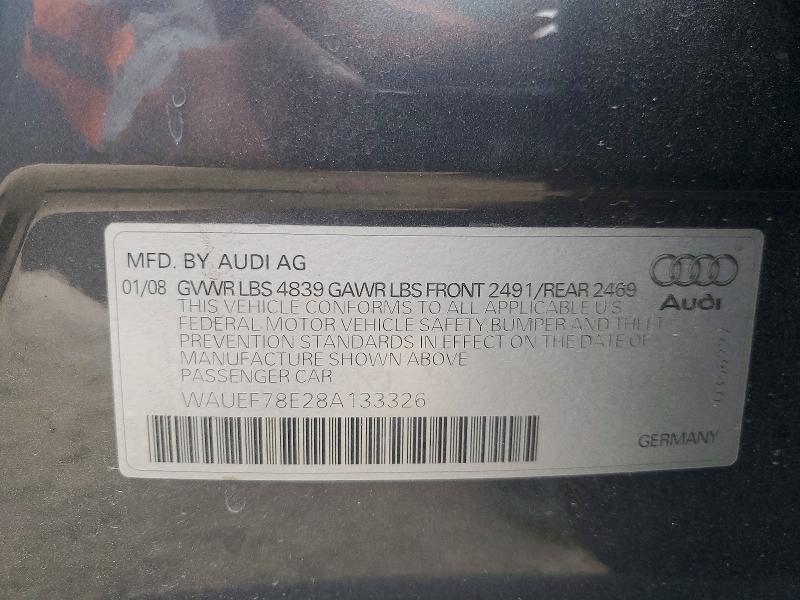 MFD. BY AUDI AG
01/08 GVWR LBS 4839 GAWR LBS FRONT 2491/REAR 2469
THIS VEHICLE CONFORMS TO ALL APPLICABLE U.S.
FEDERAL MOTOR VEHICLE SAFETY BUMPER AND THEFT
PREVENTION STANDARDS IN EFFECT ON THE DATE OF
MANUFACTURE SHOWN ABOVE
PASSENGER CAR
WAUEF78E28A133326
Audi
GERMANY